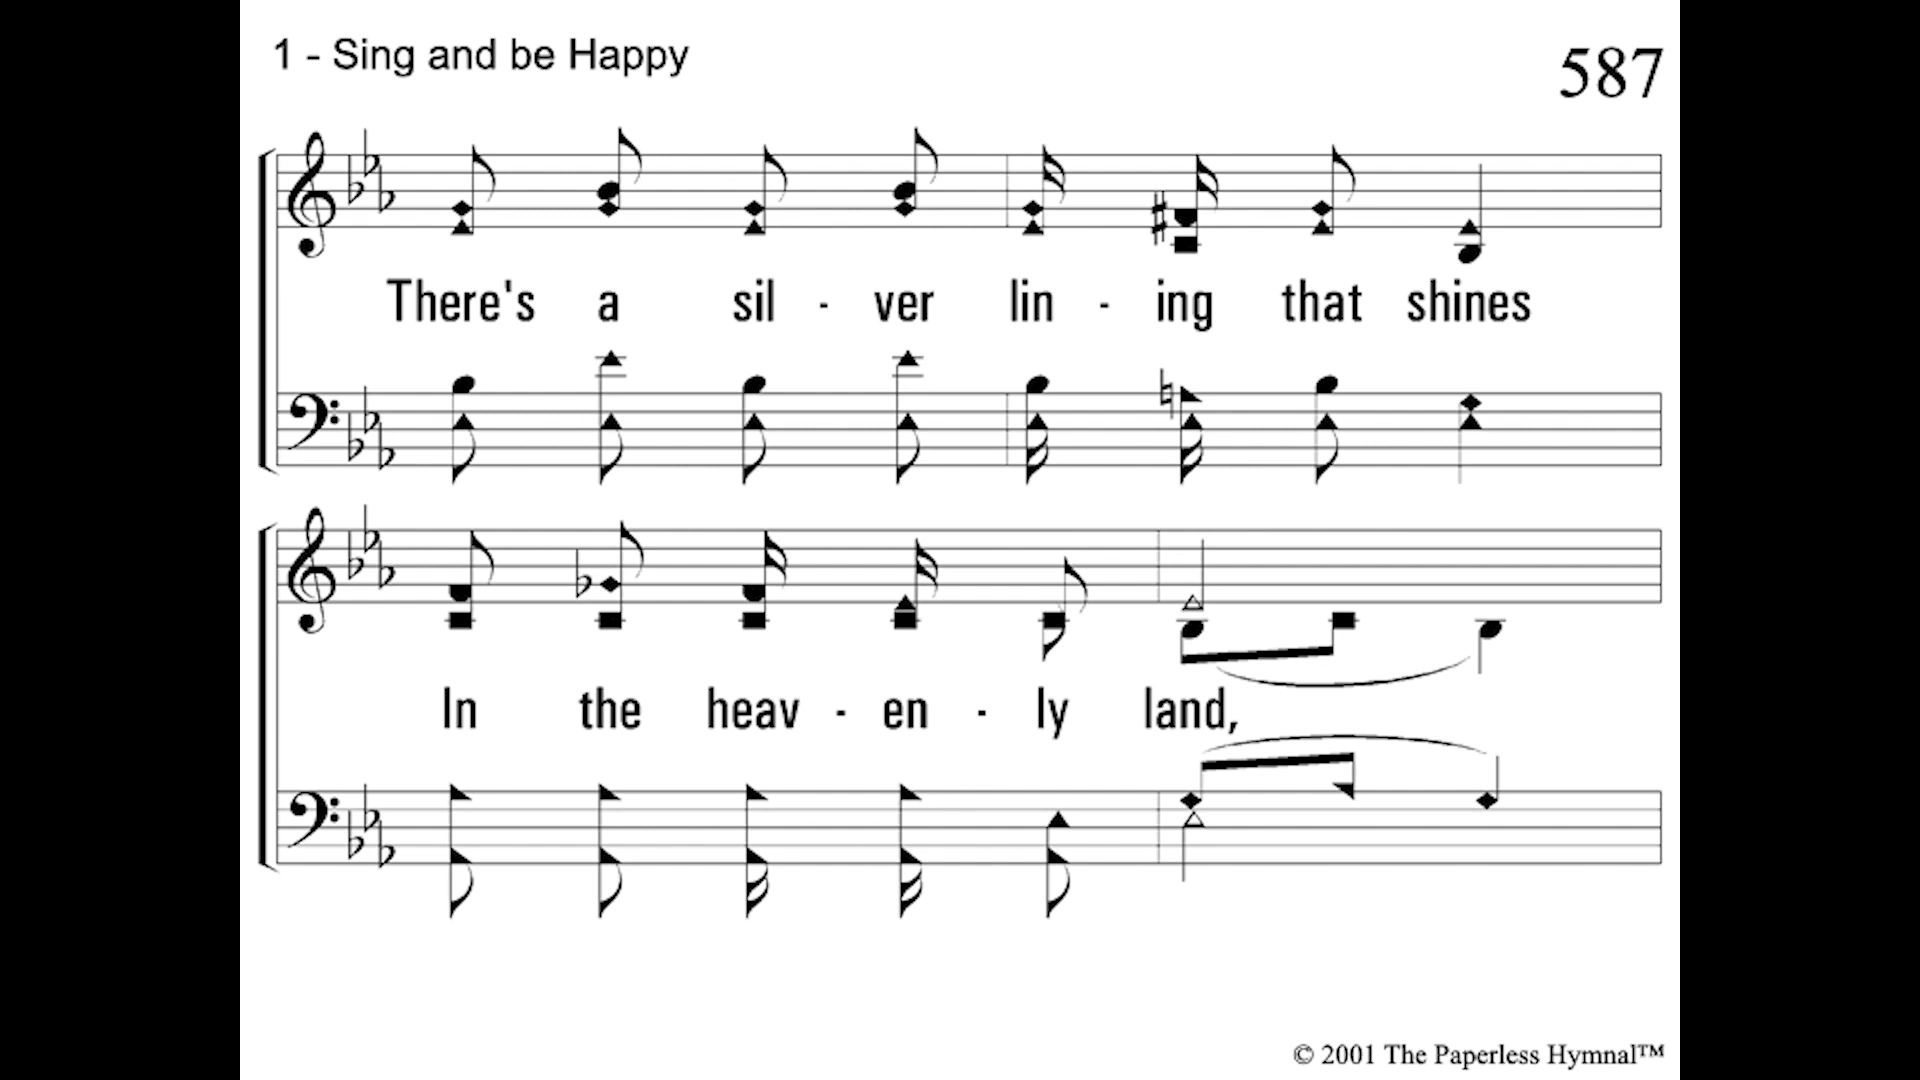 1 - Sing and be Happy
587
There's a sil - ver lin - ing that shines
In the heav - en - ly land,
© 2001 The Paperless Hymnal™